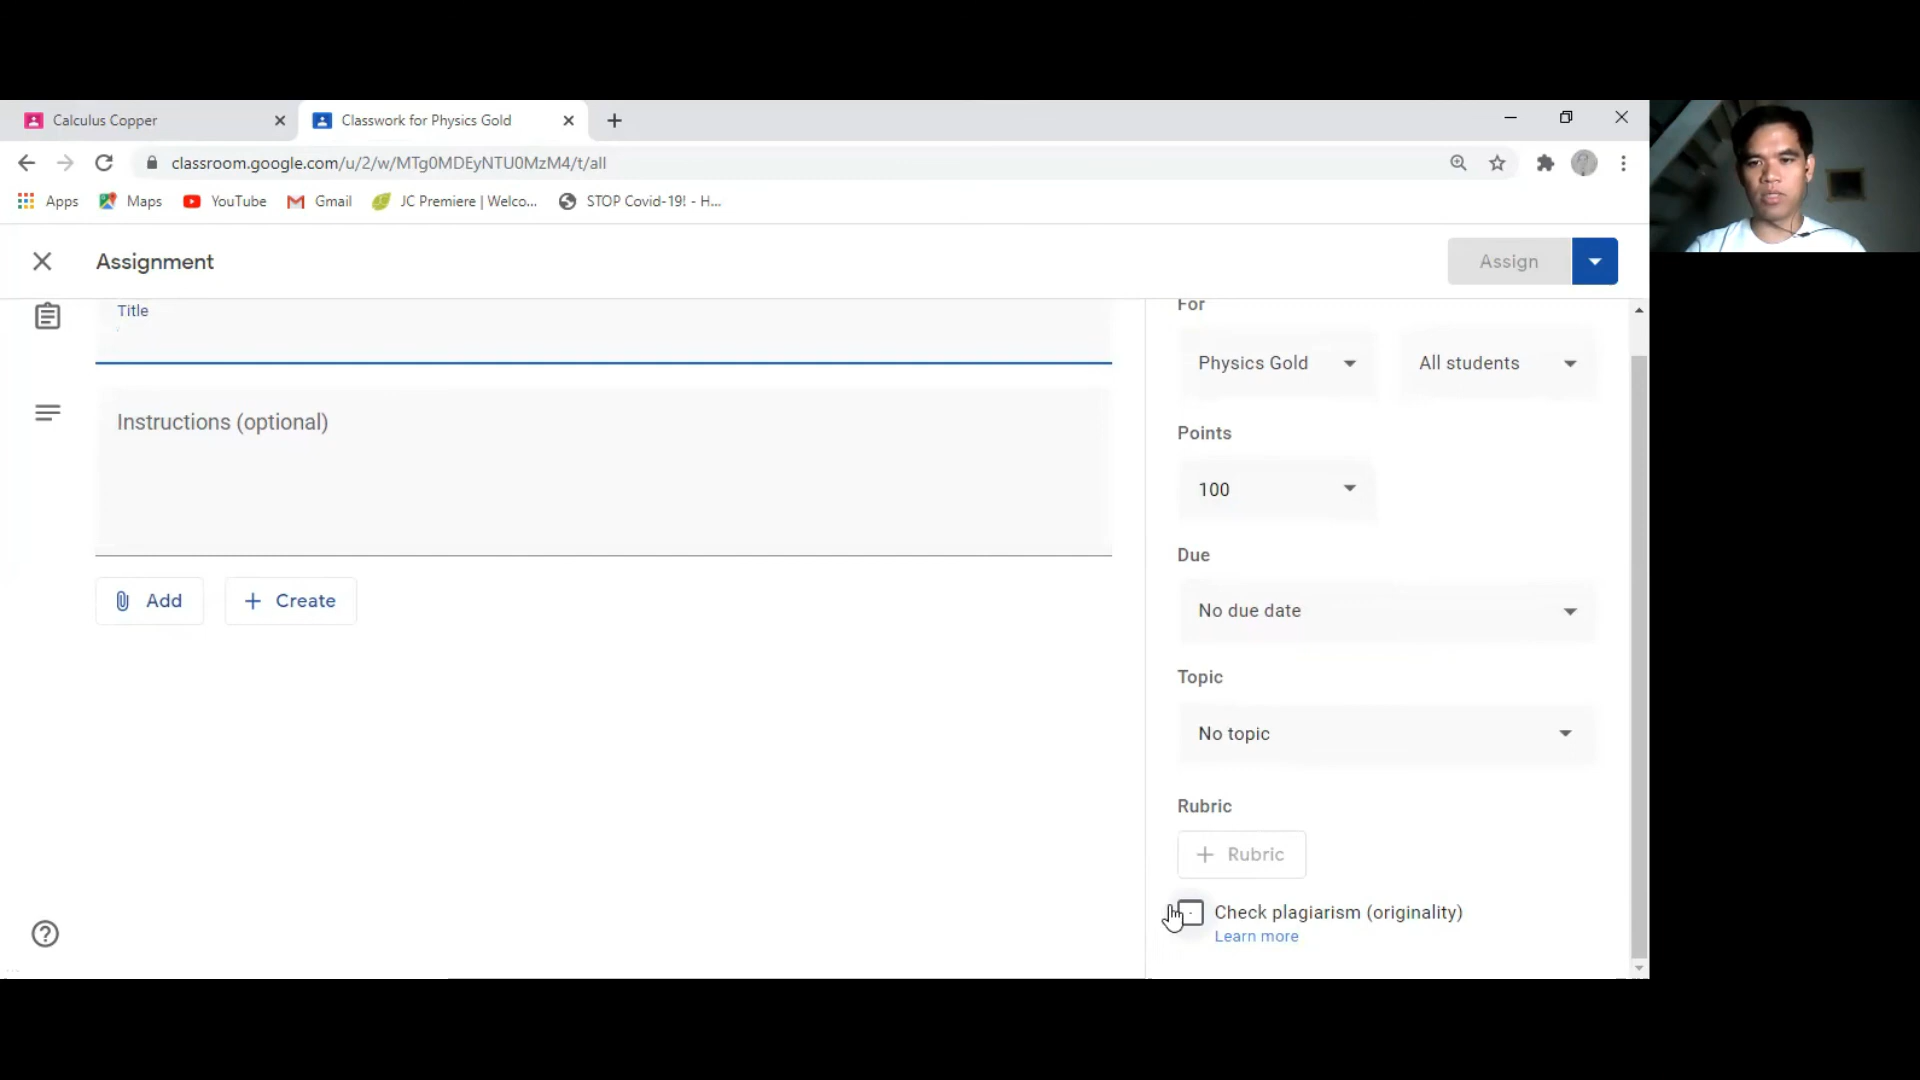 Calculus Copper
Classwork for Physics Gold
classroom.google.com/u/2/w/MTg0MDEyNTU0MzM4/t/all
Apps Maps YouTube Gmail JC Premiere | Welco... STOP Covid-19! - H...
Assignment
Assign
Title
For
Physics Gold
All students
Instructions (optional)
Points
100
Due
Add
Create
No due date
Topic
No topic
Rubric
Rubric
Check plagiarism (originality)
Learn more